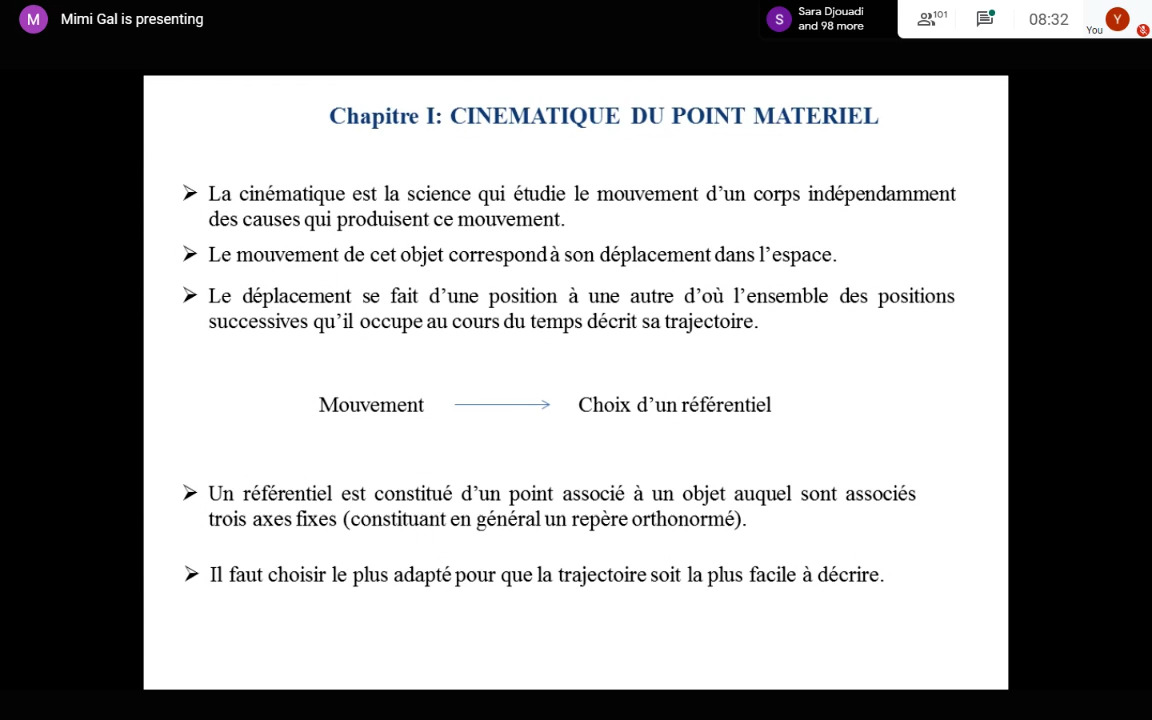 M Mimi Gal is presenting
S Sara Djouadi
and 98 more
101
08:32
You
Y
Chapitre I: CINEMATIQUE DU POINT MATERIEL
➢ La cinématique est la science qui étudie le mouvement d’un corps indépendamment
des causes qui produisent ce mouvement.
➢ Le mouvement de cet objet correspond à son déplacement dans l’espace.
➢ Le déplacement se fait d’une position à une autre d’où l’ensemble des positions
successives qu’il occupe au cours du temps décrit sa trajectoire.
Mouvement → Choix d’un référentiel
➢ Un référentiel est constitué d’un point associé à un objet auquel sont associés
trois axes fixes (constituant en général un repère orthonormé).
➢ Il faut choisir le plus adapté pour que la trajectoire soit la plus facile à décrire.